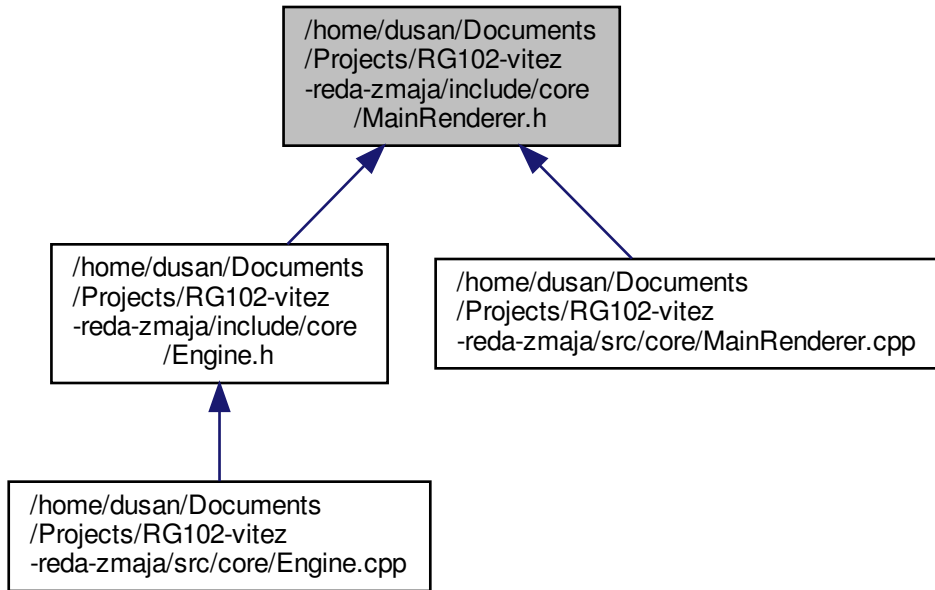 /home/dusan/Documents
/Projects/RG102-vitez
-reda-zmaja/include/core
/MainRenderer.h
/home/dusan/Documents
/Projects/RG102-vitez
-reda-zmaja/include/core
/Engine.h
/home/dusan/Documents
/Projects/RG102-vitez
-reda-zmaja/src/core/MainRenderer.cpp
/home/dusan/Documents
/Projects/RG102-vitez
-reda-zmaja/src/core/Engine.cpp